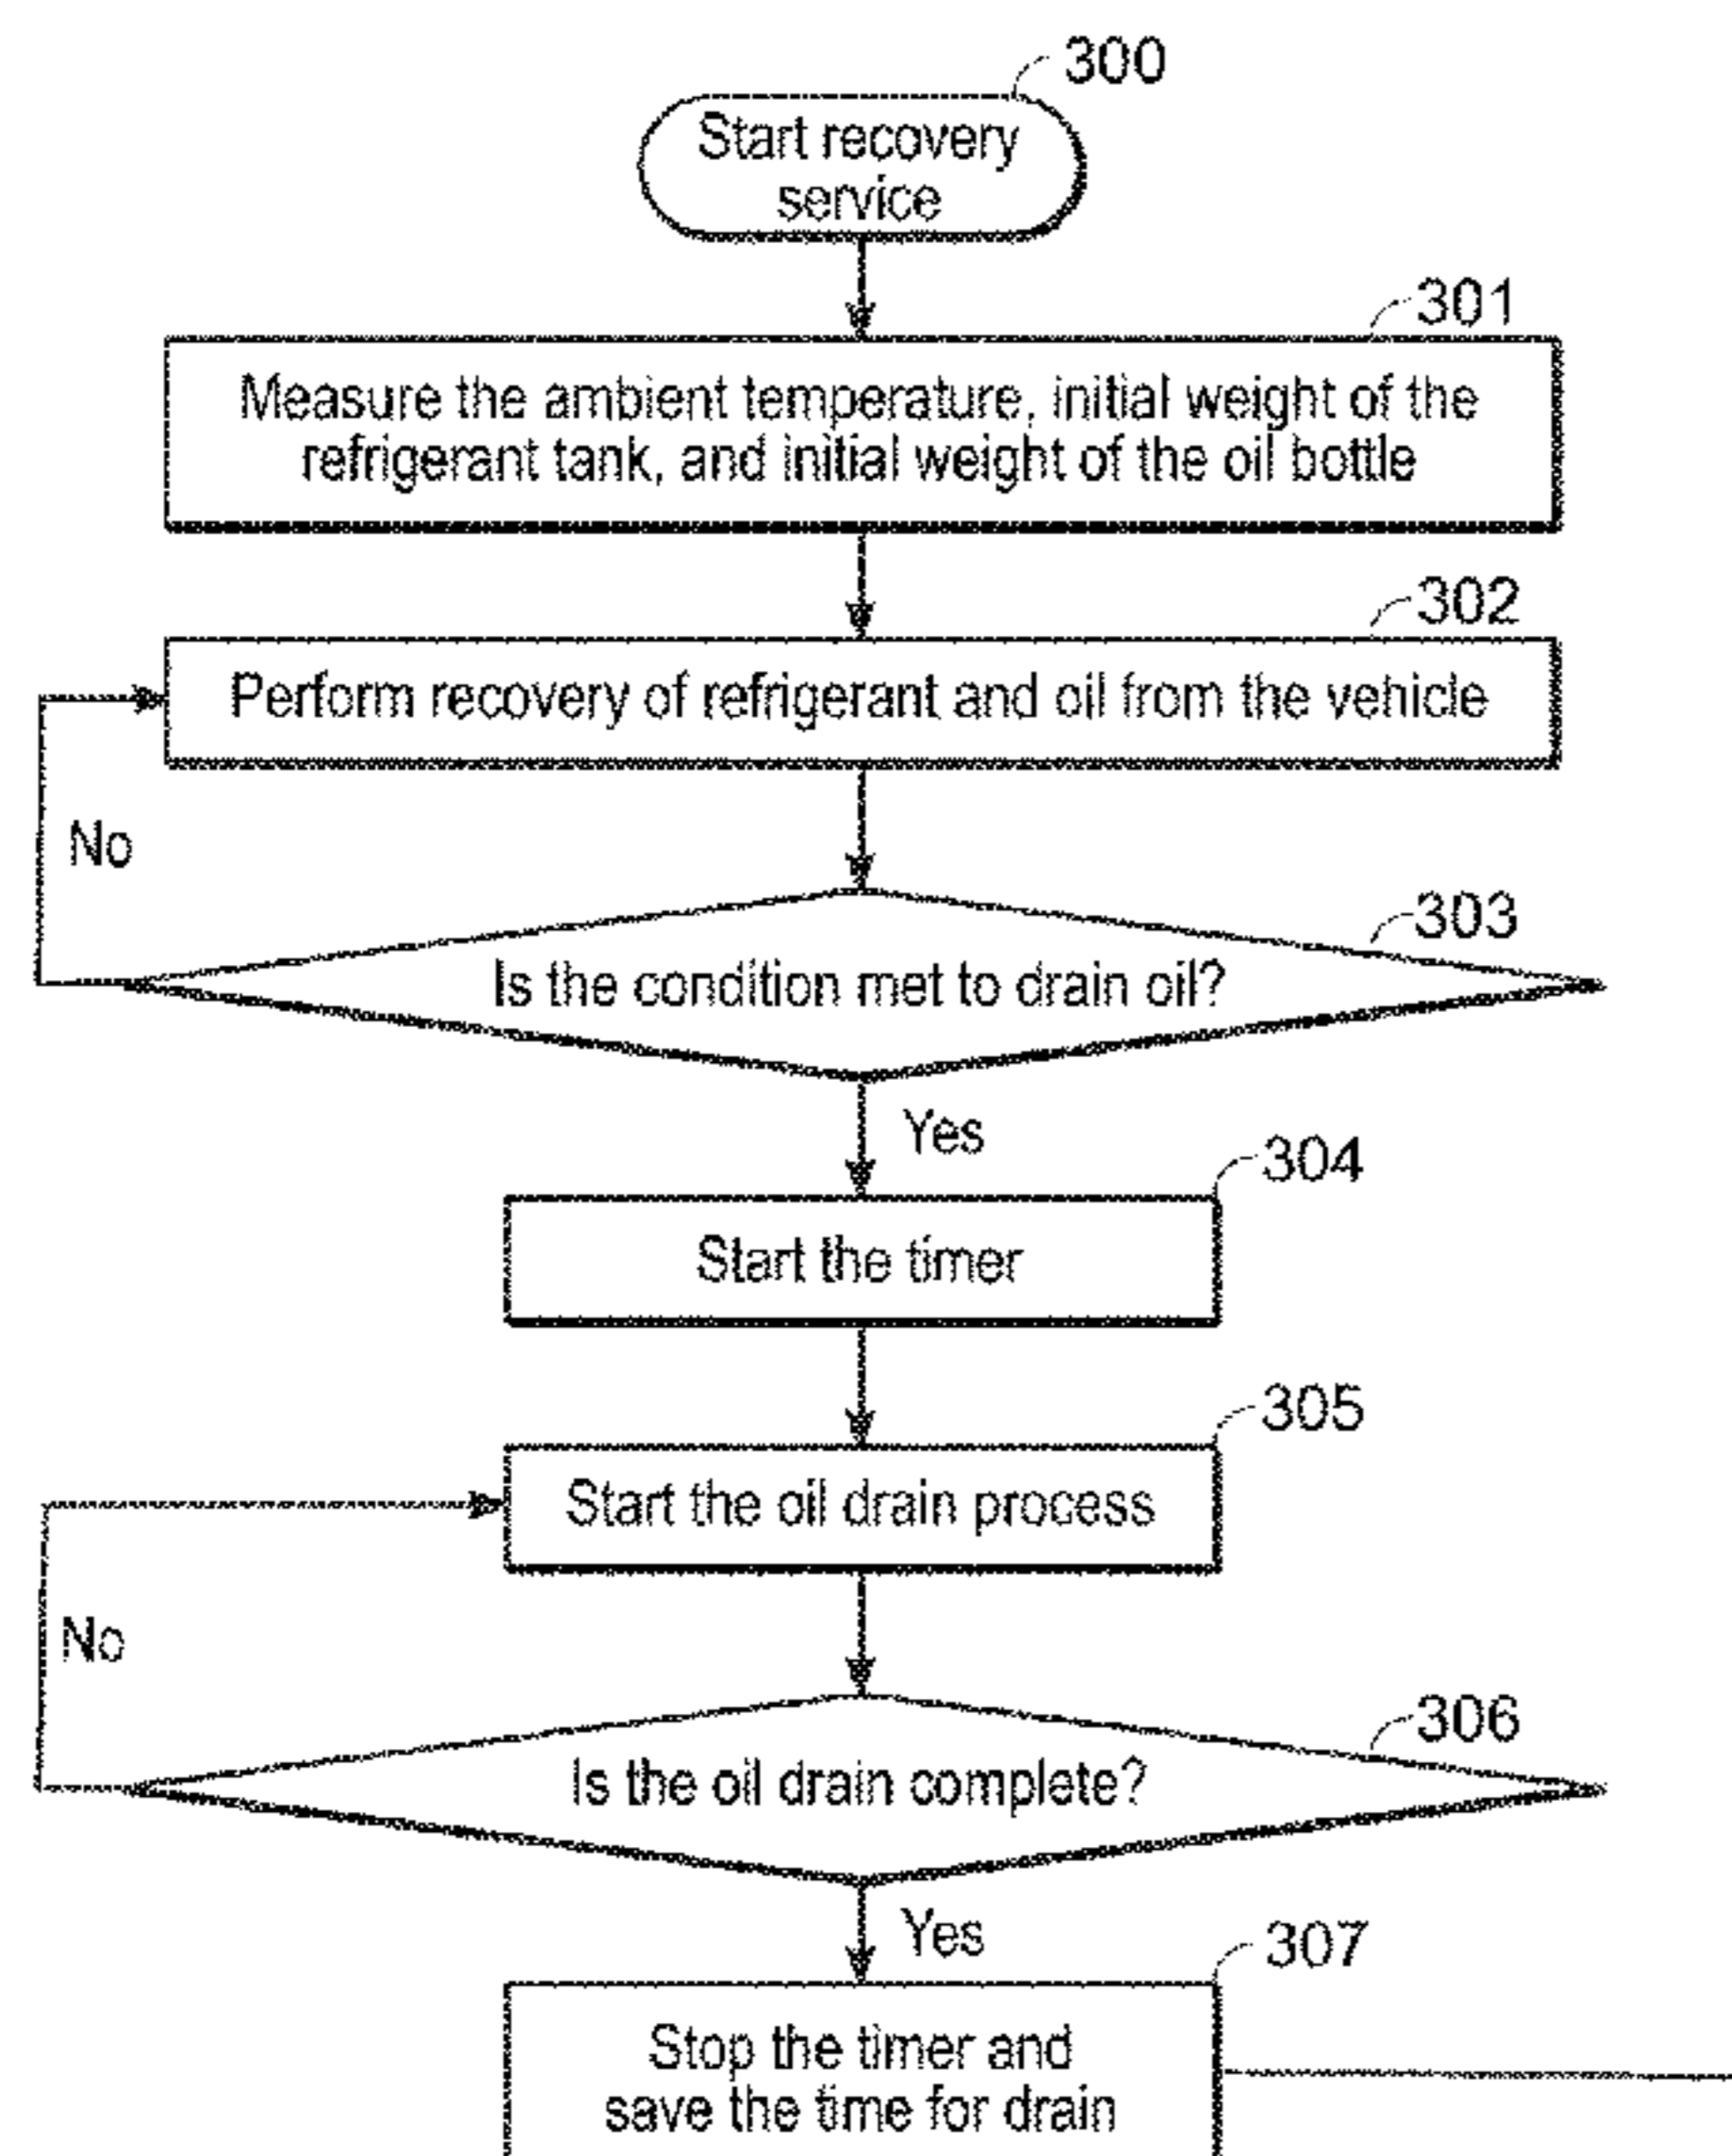 300
Start recovery
service
301
Measure the ambient temperature, initial weight of the
refrigerant tank, and initial weight of the oil bottle
302
Perform recovery of refrigerant and oil from the vehicle
No
303
Is the condition met to drain oil?
Yes
304
Start the timer
305
Start the oil drain process
No
306
Is the oil drain complete?
Yes
307
Stop the timer and
save the time for drain